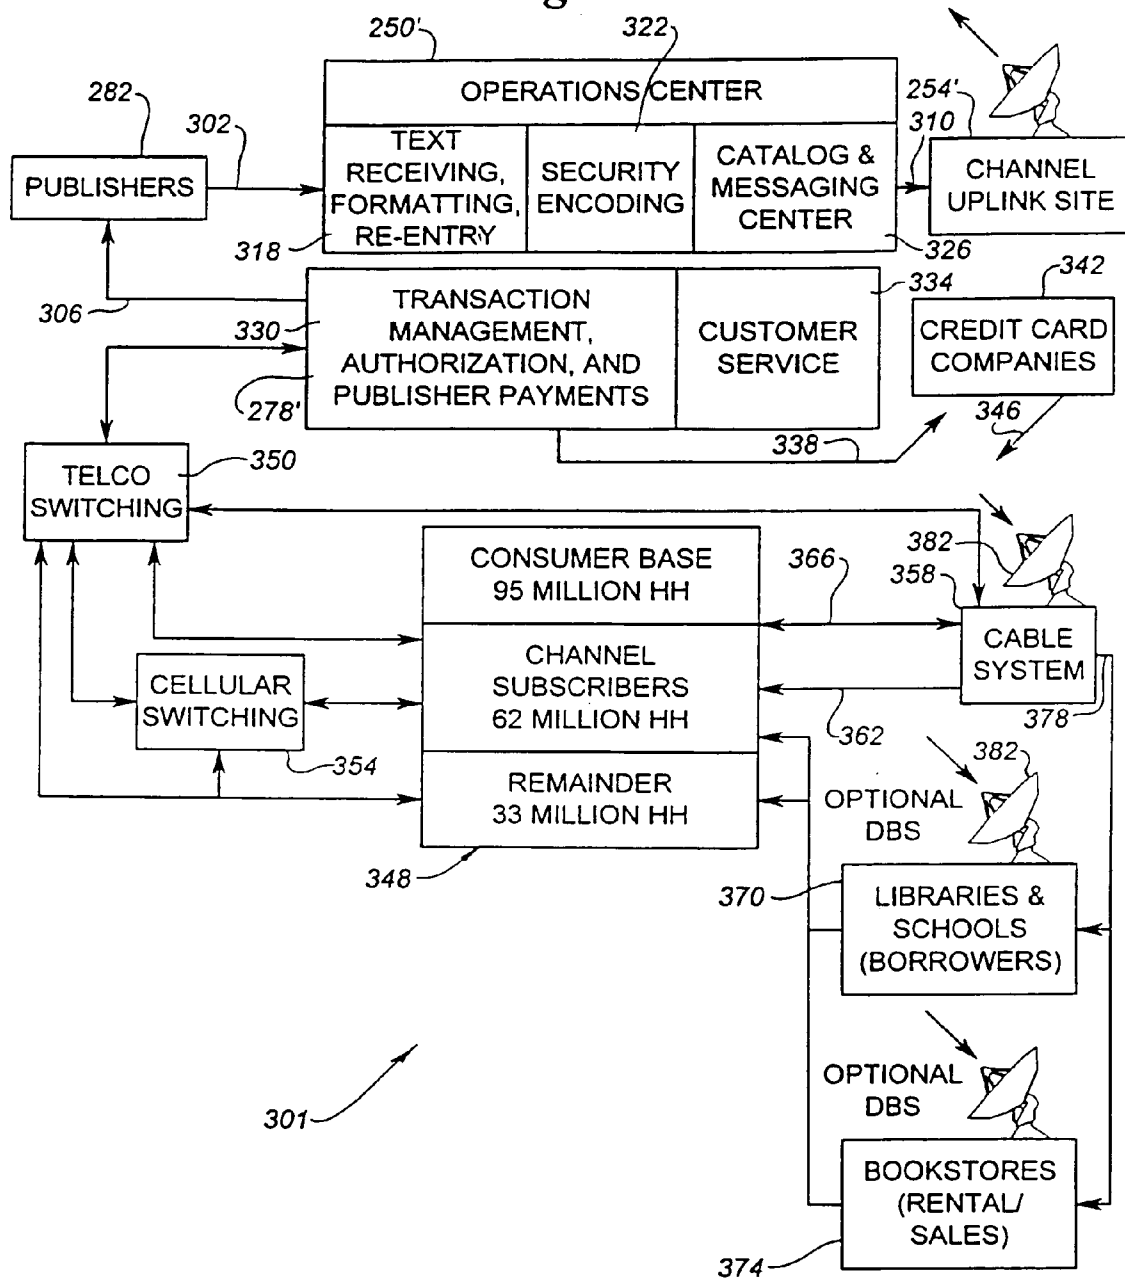 g
250'
322
OPERATIONS CENTER
282
302
254'
310
PUBLISHERS
TEXT
RECEIVING,
FORMATTING,
RE-ENTRY
SECURITY
ENCODING
CATALOG &
MESSAGING
CENTER
CHANNEL
UPLINK SITE
318
326
306
330
TRANSACTION
MANAGEMENT,
AUTHORIZATION, AND
PUBLISHER PAYMENTS
278'
334
CUSTOMER
SERVICE
342
CREDIT CARD
COMPANIES
346
338
TELCO
SWITCHING
350
CONSUMER BASE
95 MILLION HH
366
382
358
CABLE
SYSTEM
CHANNEL
SUBSCRIBERS
62 MILLION HH
CELLULAR
SWITCHING
354
362
378
REMAINDER
33 MILLION HH
348
382
OPTIONAL
DBS
370
LIBRARIES &
SCHOOLS
(BORROWERS)
301
OPTIONAL
DBS
BOOKSTORES
(RENTAL/
SALES)
374